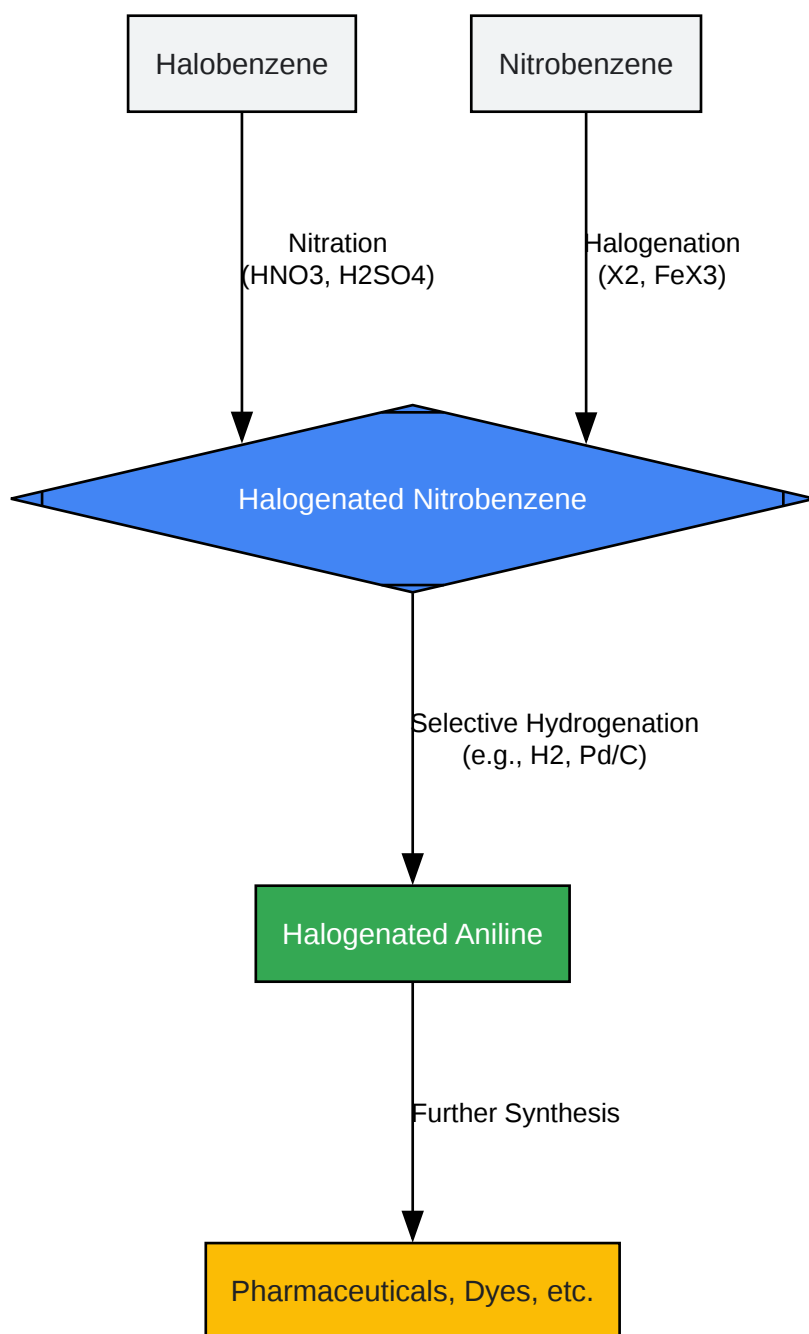 Halobenzene
Nitrobenzene
Nitration
(HNO3, H2SO4)
Halogenation
(X2, FeX3)
Halogenated Nitrobenzene
Selective Hydrogenation
(e.g., H2, Pd/C)
Halogenated Aniline
Further Synthesis
Pharmaceuticals, Dyes, etc.